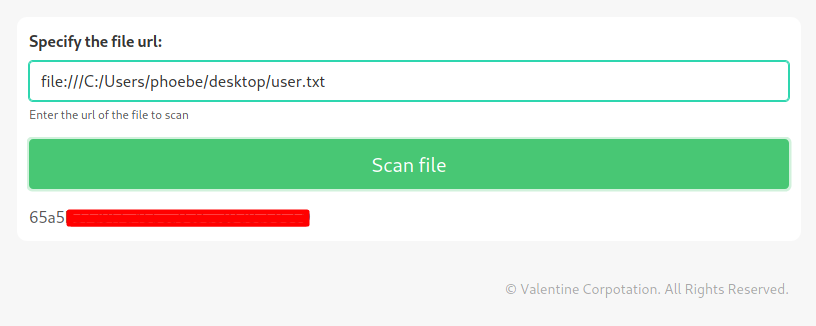 Specify the file url:
file:///C:/Users/phoebe/desktop/user.txt
Enter the url of the file to scan
Scan file
65a5
© Valentine Corpotation. All Rights Reserved.